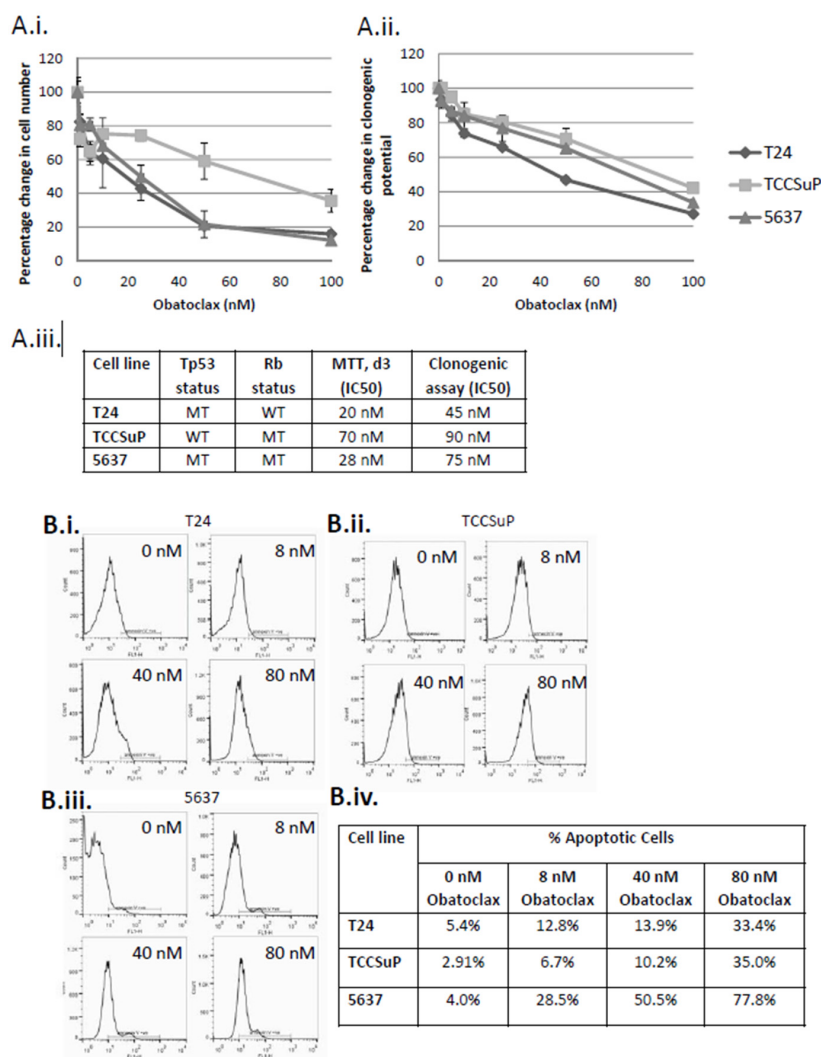 A.i.
A.ii.
Percentage change in cell number
120
100
80
60
40
20
0
0
20
40
60
80
100
Obatoclax (nM)
Percentage change in clonogenic
potential
120
100
80
60
40
20
0
0
20
40
60
80
100
Obatoclax (nM)
T24
TCCSuP
5637
A.iii.
Cell line Tp53 status Rb status MTT, d3 (IC50) Clonogenic assay (IC50)
T24 MT WT 20 nM 45 nM
TCCSuP WT MT 70 nM 90 nM
5637 MT MT 28 nM 75 nM
B.i.
T24
0 nM
8 nM
40 nM
80 nM
B.ii.
TCCSuP
0 nM
8 nM
40 nM
80 nM
B.iii.
5637
0 nM
8 nM
40 nM
80 nM
B.iv.
Cell line % Apoptotic Cells
0 nM Obatoclax 8 nM Obatoclax 40 nM Obatoclax 80 nM Obatoclax
T24 5.4% 12.8% 13.9% 33.4%
TCCSuP 2.91% 6.7% 10.2% 35.0%
5637 4.0% 28.5% 50.5% 77.8%